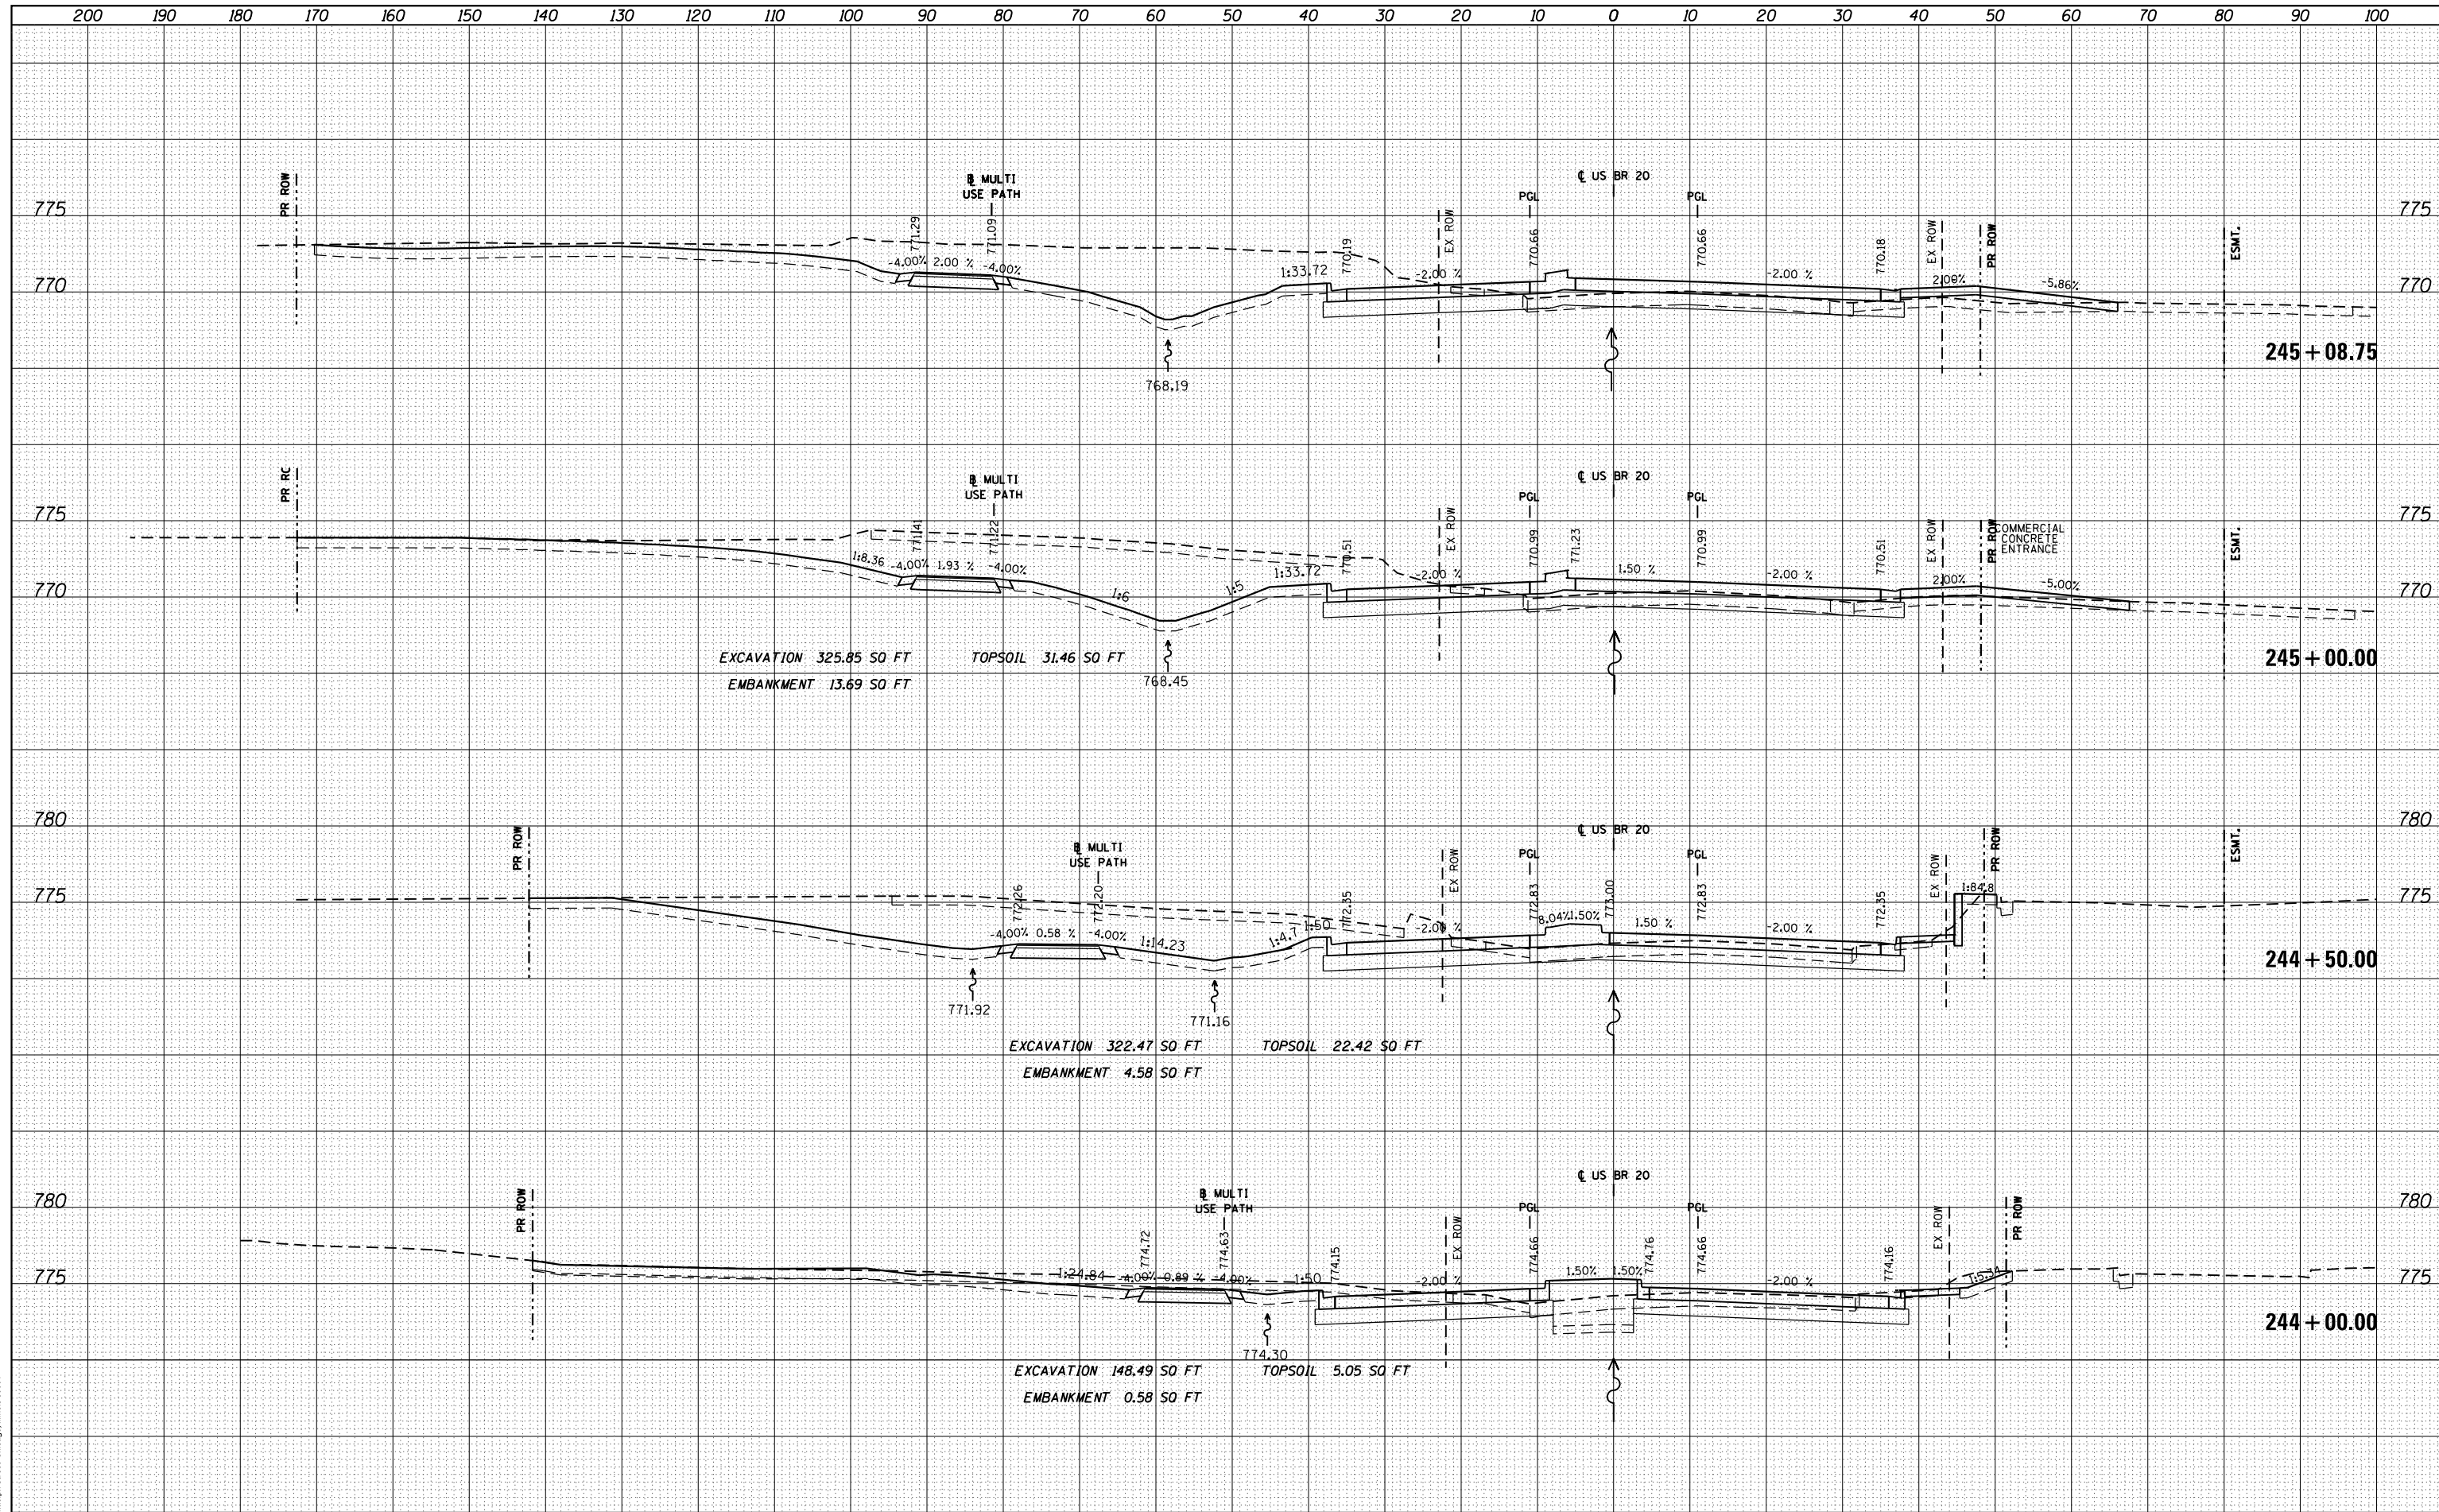 200 190 180 170 160 150 140 130 120 110 100 90 80 70 60 50 40 30 20 10 0 10 20 30 40 50 60 70 80 90 100
PR ROW
℄ US BR 20
B MULTI
USE PATH
PGL
PGL
775
771.29
771.09
770.19
EX ROW
770.66
770.66
770.18
EX ROW
PR ROW
ESMT.
775
-4.00% 2.00 % -4.00%
1:33.72
-2.00 %
-2.00 %
2.00%
-5.86%
770
770
245+08.75
768.19
PR RO
B MULTI
USE PATH
℄ US BR 20
PGL
PGL
775
771.41
771.22
770.51
EX ROW
770.99
771.23
770.99
770.51
EX ROW
PR ROW
COMMERCIAL
CONCRETE
ENTRANCE
ESMT.
775
1:8.36
-4.00% 1.93 % -4.00%
1:6
1:5
1:33.72
-2.00 %
1.50 %
-2.00 %
2.00%
-5.00%
770
770
EXCAVATION 325.85 SQ FT TOPSOIL 31.46 SQ FT
245+00.00
EMBANKMENT 13.69 SQ FT
768.45
780
780
PR ROW
B MULTI
USE PATH
℄ US BR 20
PGL
PGL
EX ROW
EX ROW
PR ROW
ESMT.
775
772.26
772.20
772.35
772.83
773.00
772.83
772.35
1:84.8
775
-4.00% 0.58 % -4.00%
1:14.23
1:4.7
1:50
-2.00 %
8.04%
1.50%
1.50 %
-2.00 %
244+50.00
771.92
771.16
EXCAVATION 322.47 SQ FT TOPSOIL 22.42 SQ FT
EMBANKMENT 4.58 SQ FT
780
780
PR ROW
B MULTI
USE PATH
℄ US BR 20
PGL
PGL
774.72
774.63
774.15
EX ROW
774.66
774.76
774.66
774.16
EX ROW
PR ROW
775
775
1:24.84
-4.00% 0.89 % -4.00%
1:50
-2.00 %
1.50%
1.50%
-2.00 %
1:5.34
244+00.00
774.30
EXCAVATION 148.49 SQ FT TOPSOIL 5.05 SQ FT
EMBANKMENT 0.58 SQ FT